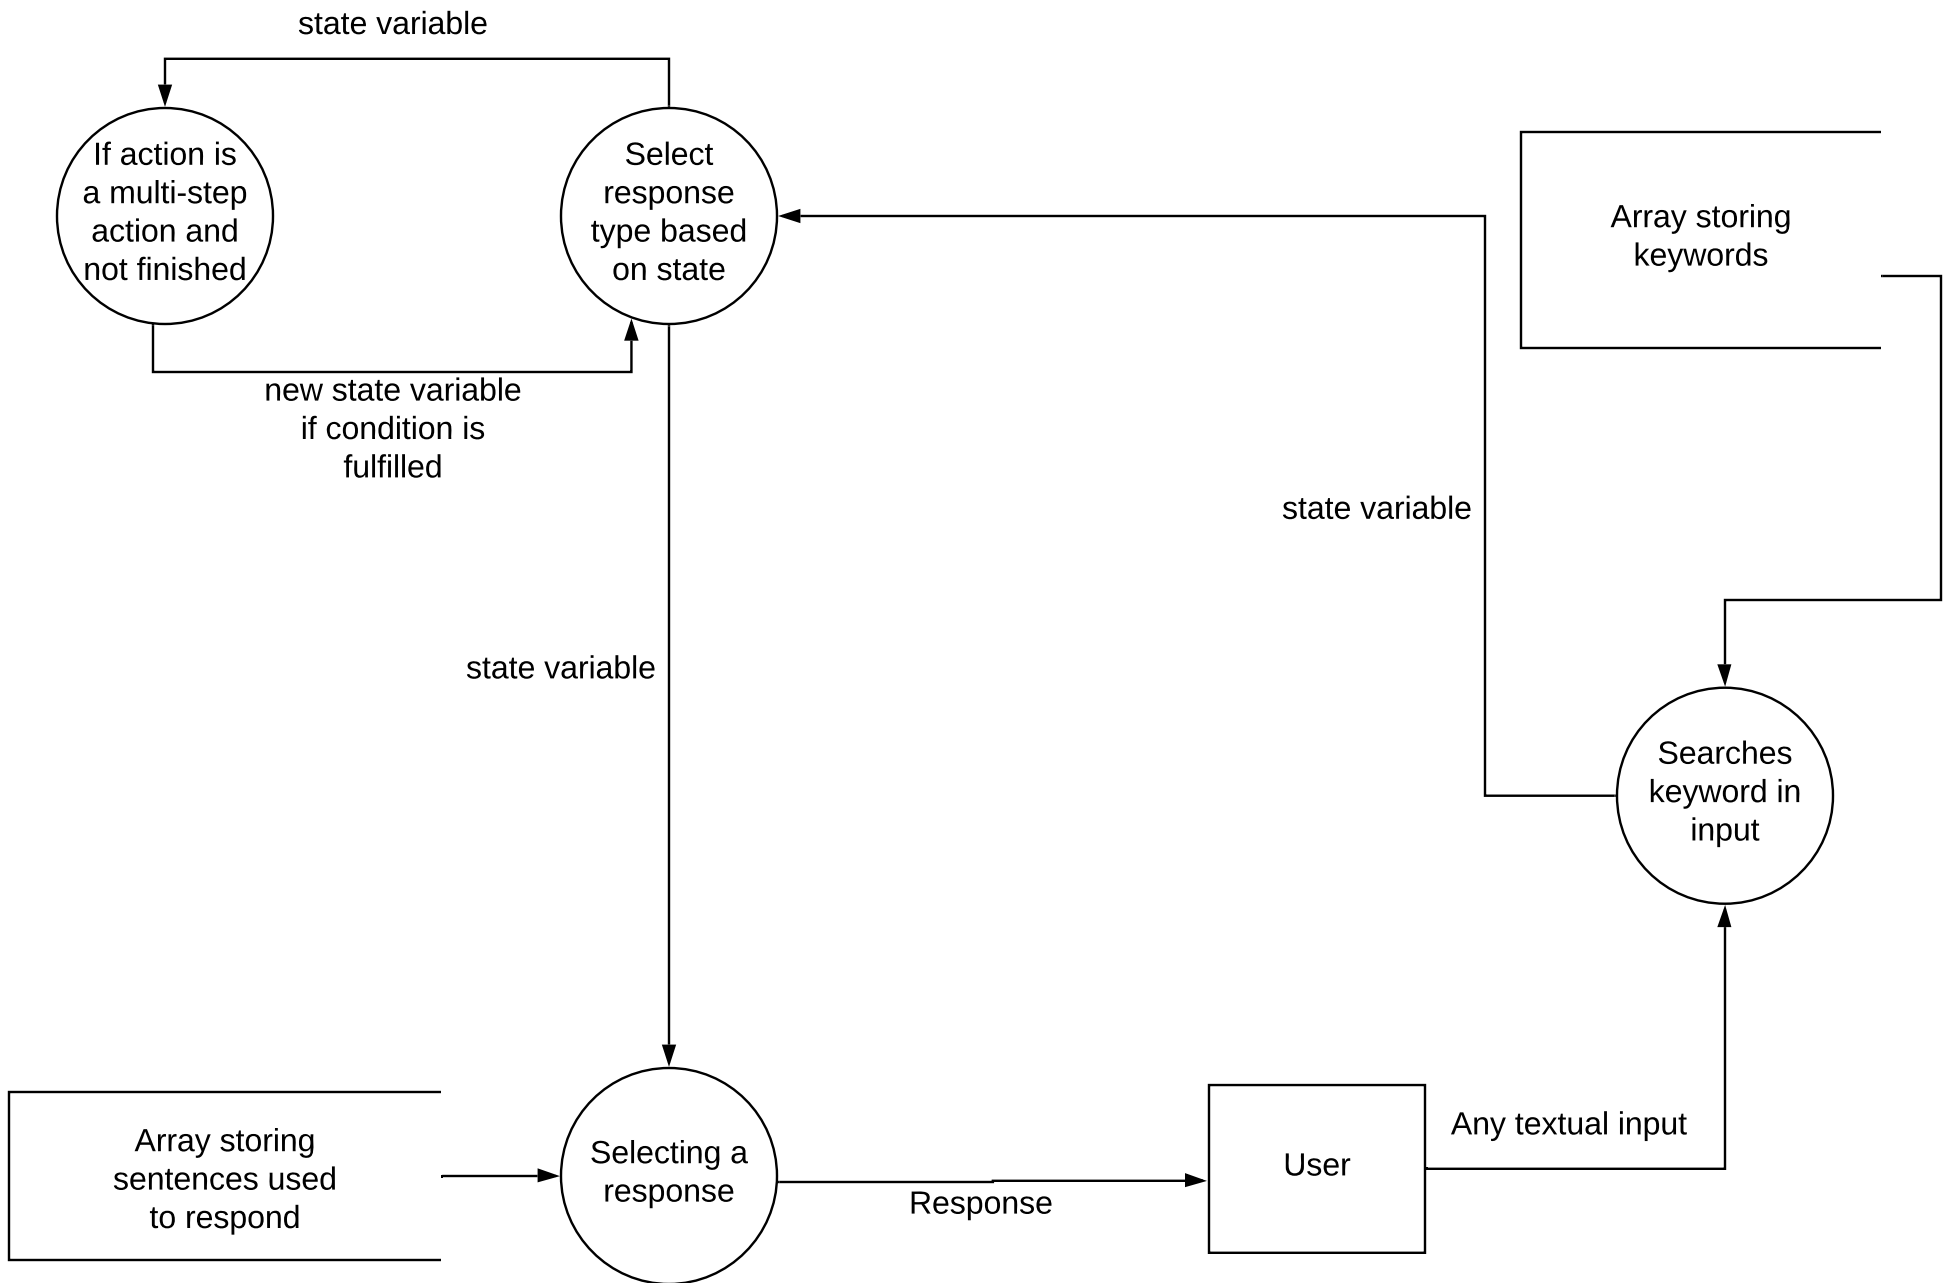 state variable
If action is
a multi-step
action and
not finished
Select
response
type based
on state
Array storing
keywords
new state variable
if condition is
fulfilled
state variable
state variable
Searches
keyword in
input
Array storing
sentences used
to respond
Selecting a
response
Response
User
Any textual input